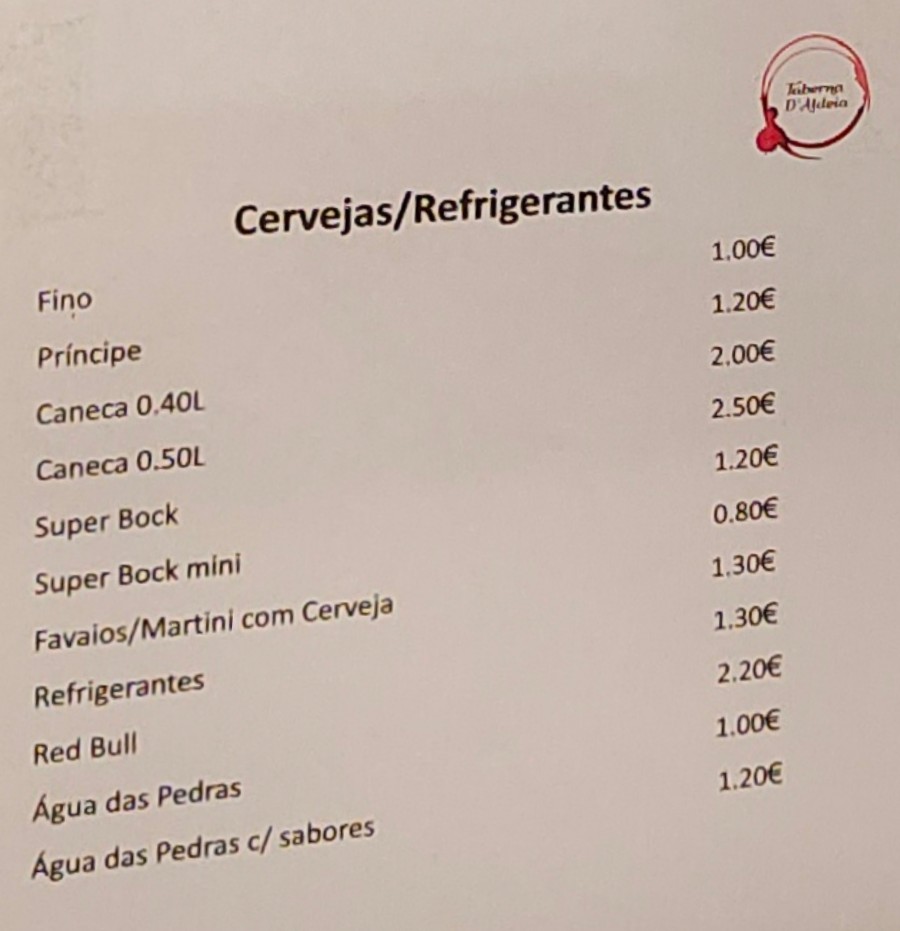 Taberna
D'Aldeia
Cervejas/Refrigerantes
Fino 1.00€
Príncipe 1.20€
Caneca 0.40L 2.00€
Caneca 0.50L 2.50€
Super Bock 1.20€
Super Bock mini 0.80€
Favaios/Martini com Cerveja 1.30€
Refrigerantes 1.30€
Red Bull 2.20€
Água das Pedras 1.00€
Água das Pedras c/ sabores 1.20€